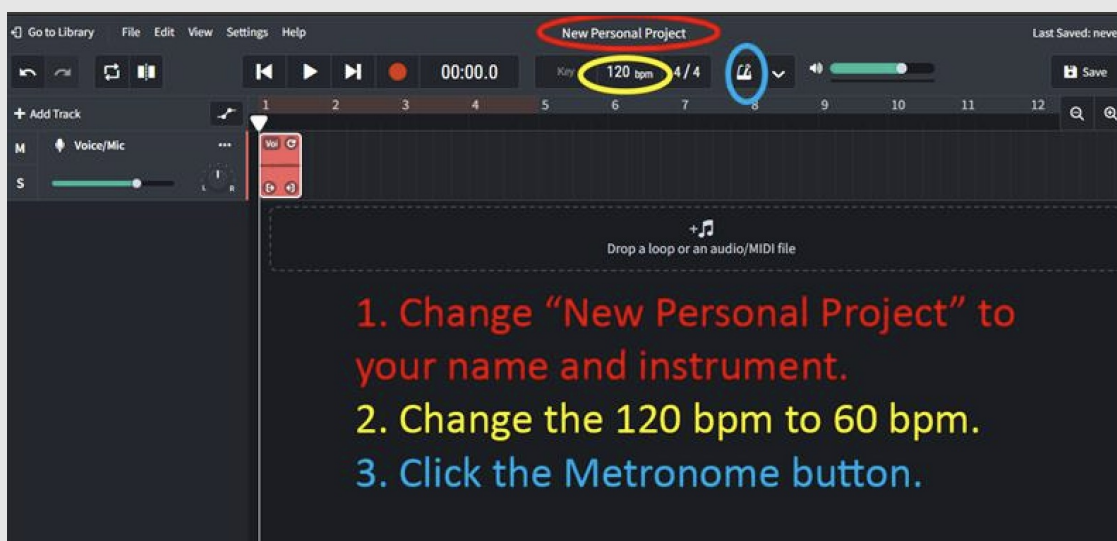 Go to Library File Edit View Settings Help New Personal Project Last Saved: neve
00:00.0 Key 120 bpm 4/4 Save
+ Add Track 1 2 3 4 5 6 7 8 9 10 11 12
M Voice/Mic ... Voi
S L R
Drop a loop or an audio/MIDI file
1. Change “New Personal Project” to
your name and instrument.
2. Change the 120 bpm to 60 bpm.
3. Click the Metronome button.